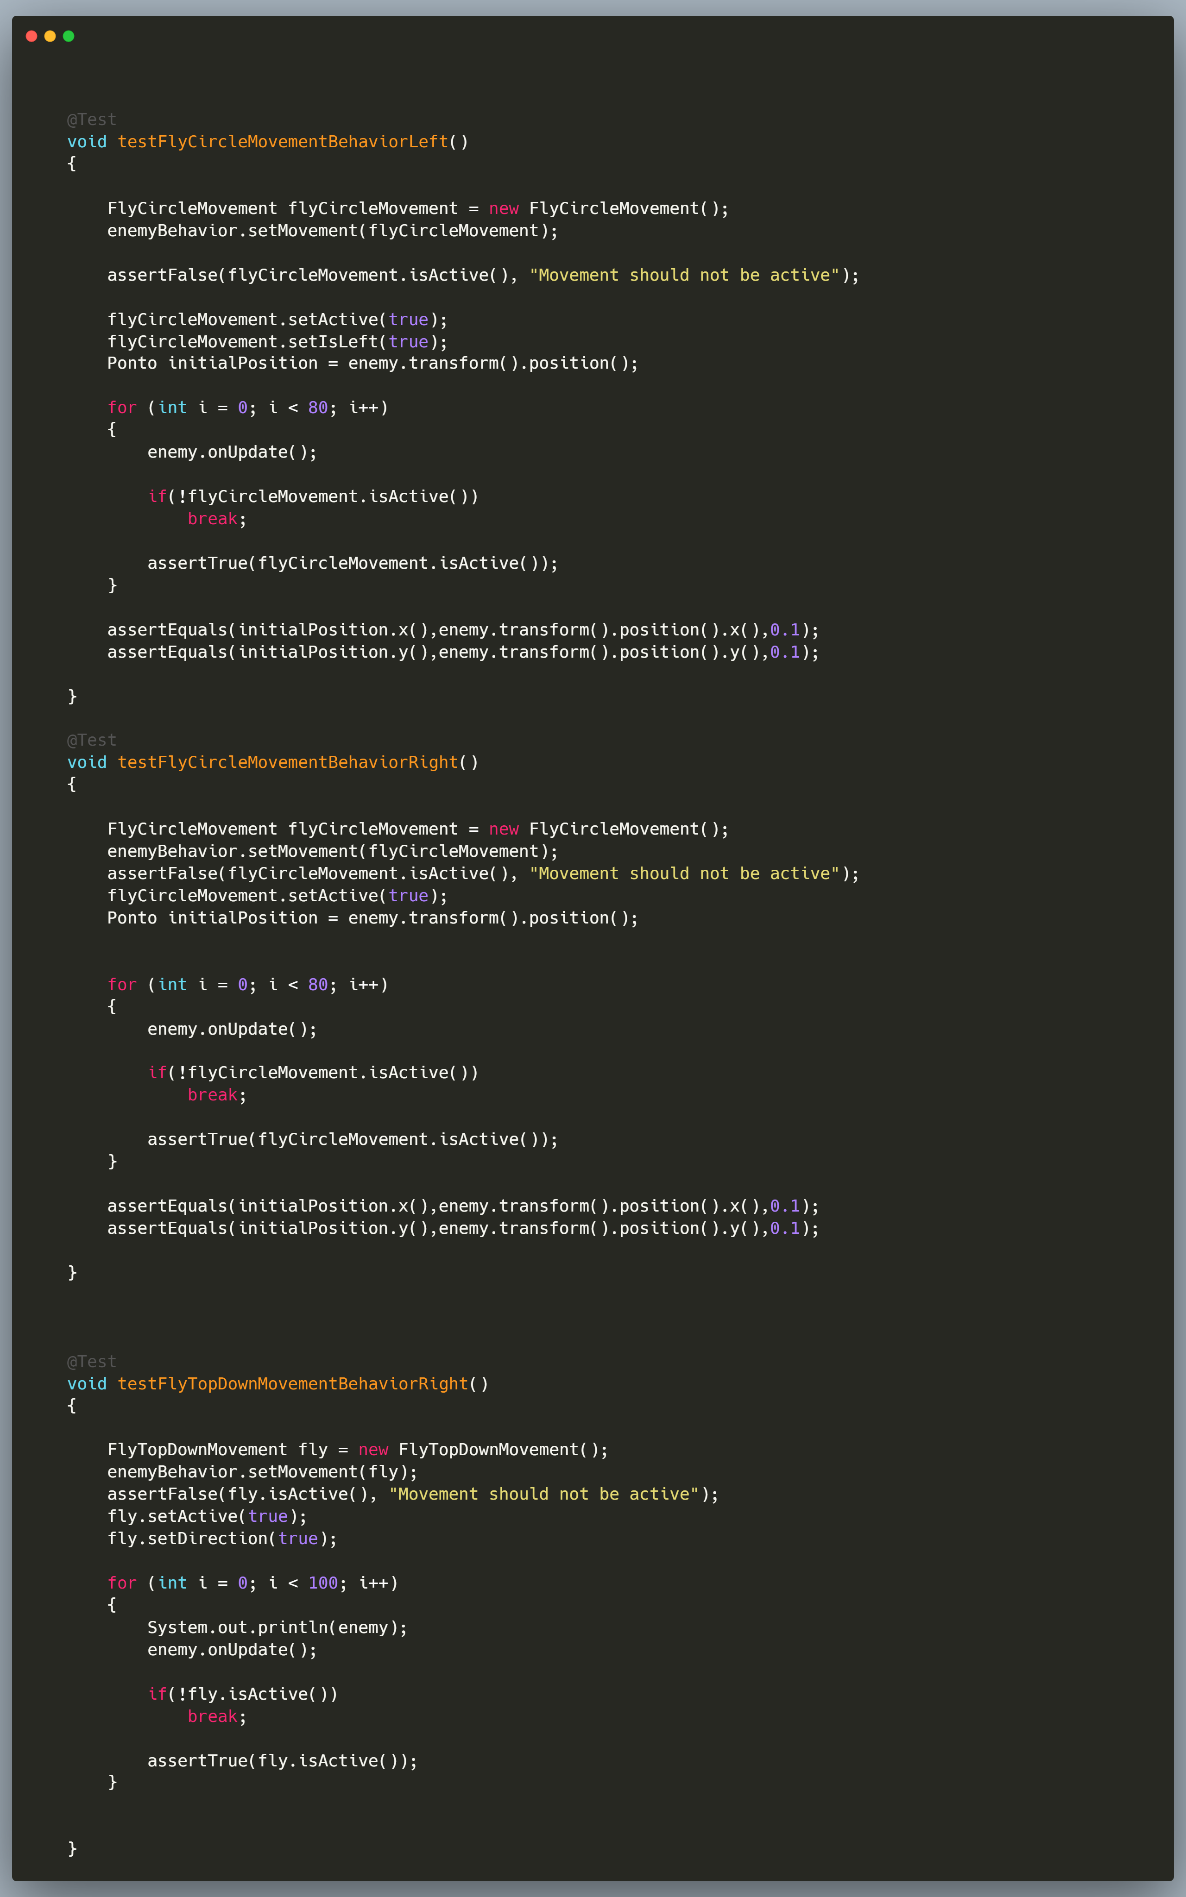 @Test
void testFlyCircleMovementBehaviorLeft()
{
FlyCircleMovement flyCircleMovement = new FlyCircleMovement();
enemyBehavior.setMovement(flyCircleMovement);
assertFalse(flyCircleMovement.isActive(), "Movement should not be active");
flyCircleMovement.setActive(true);
flyCircleMovement.setIsLeft(true);
Ponto initialPosition = enemy.transform().position();
for (int i = 0; i < 80; i++)
{
enemy.onUpdate();
if(!flyCircleMovement.isActive())
break;
assertTrue(flyCircleMovement.isActive());
}
assertEquals(initialPosition.x(),enemy.transform().position().x(),0.1);
assertEquals(initialPosition.y(),enemy.transform().position().y(),0.1);
}
@Test
void testFlyCircleMovementBehaviorRight()
{
FlyCircleMovement flyCircleMovement = new FlyCircleMovement();
enemyBehavior.setMovement(flyCircleMovement);
assertFalse(flyCircleMovement.isActive(), "Movement should not be active");
flyCircleMovement.setActive(true);
Ponto initialPosition = enemy.transform().position();
for (int i = 0; i < 80; i++)
{
enemy.onUpdate();
if(!flyCircleMovement.isActive())
break;
assertTrue(flyCircleMovement.isActive());
}
assertEquals(initialPosition.x(),enemy.transform().position().x(),0.1);
assertEquals(initialPosition.y(),enemy.transform().position().y(),0.1);
}
@Test
void testFlyTopDownMovementBehaviorRight()
{
FlyTopDownMovement fly = new FlyTopDownMovement();
enemyBehavior.setMovement(fly);
assertFalse(fly.isActive(), "Movement should not be active");
fly.setActive(true);
fly.setDirection(true);
for (int i = 0; i < 100; i++)
{
System.out.println(enemy);
enemy.onUpdate();
if(!fly.isActive())
break;
assertTrue(fly.isActive());
}
}